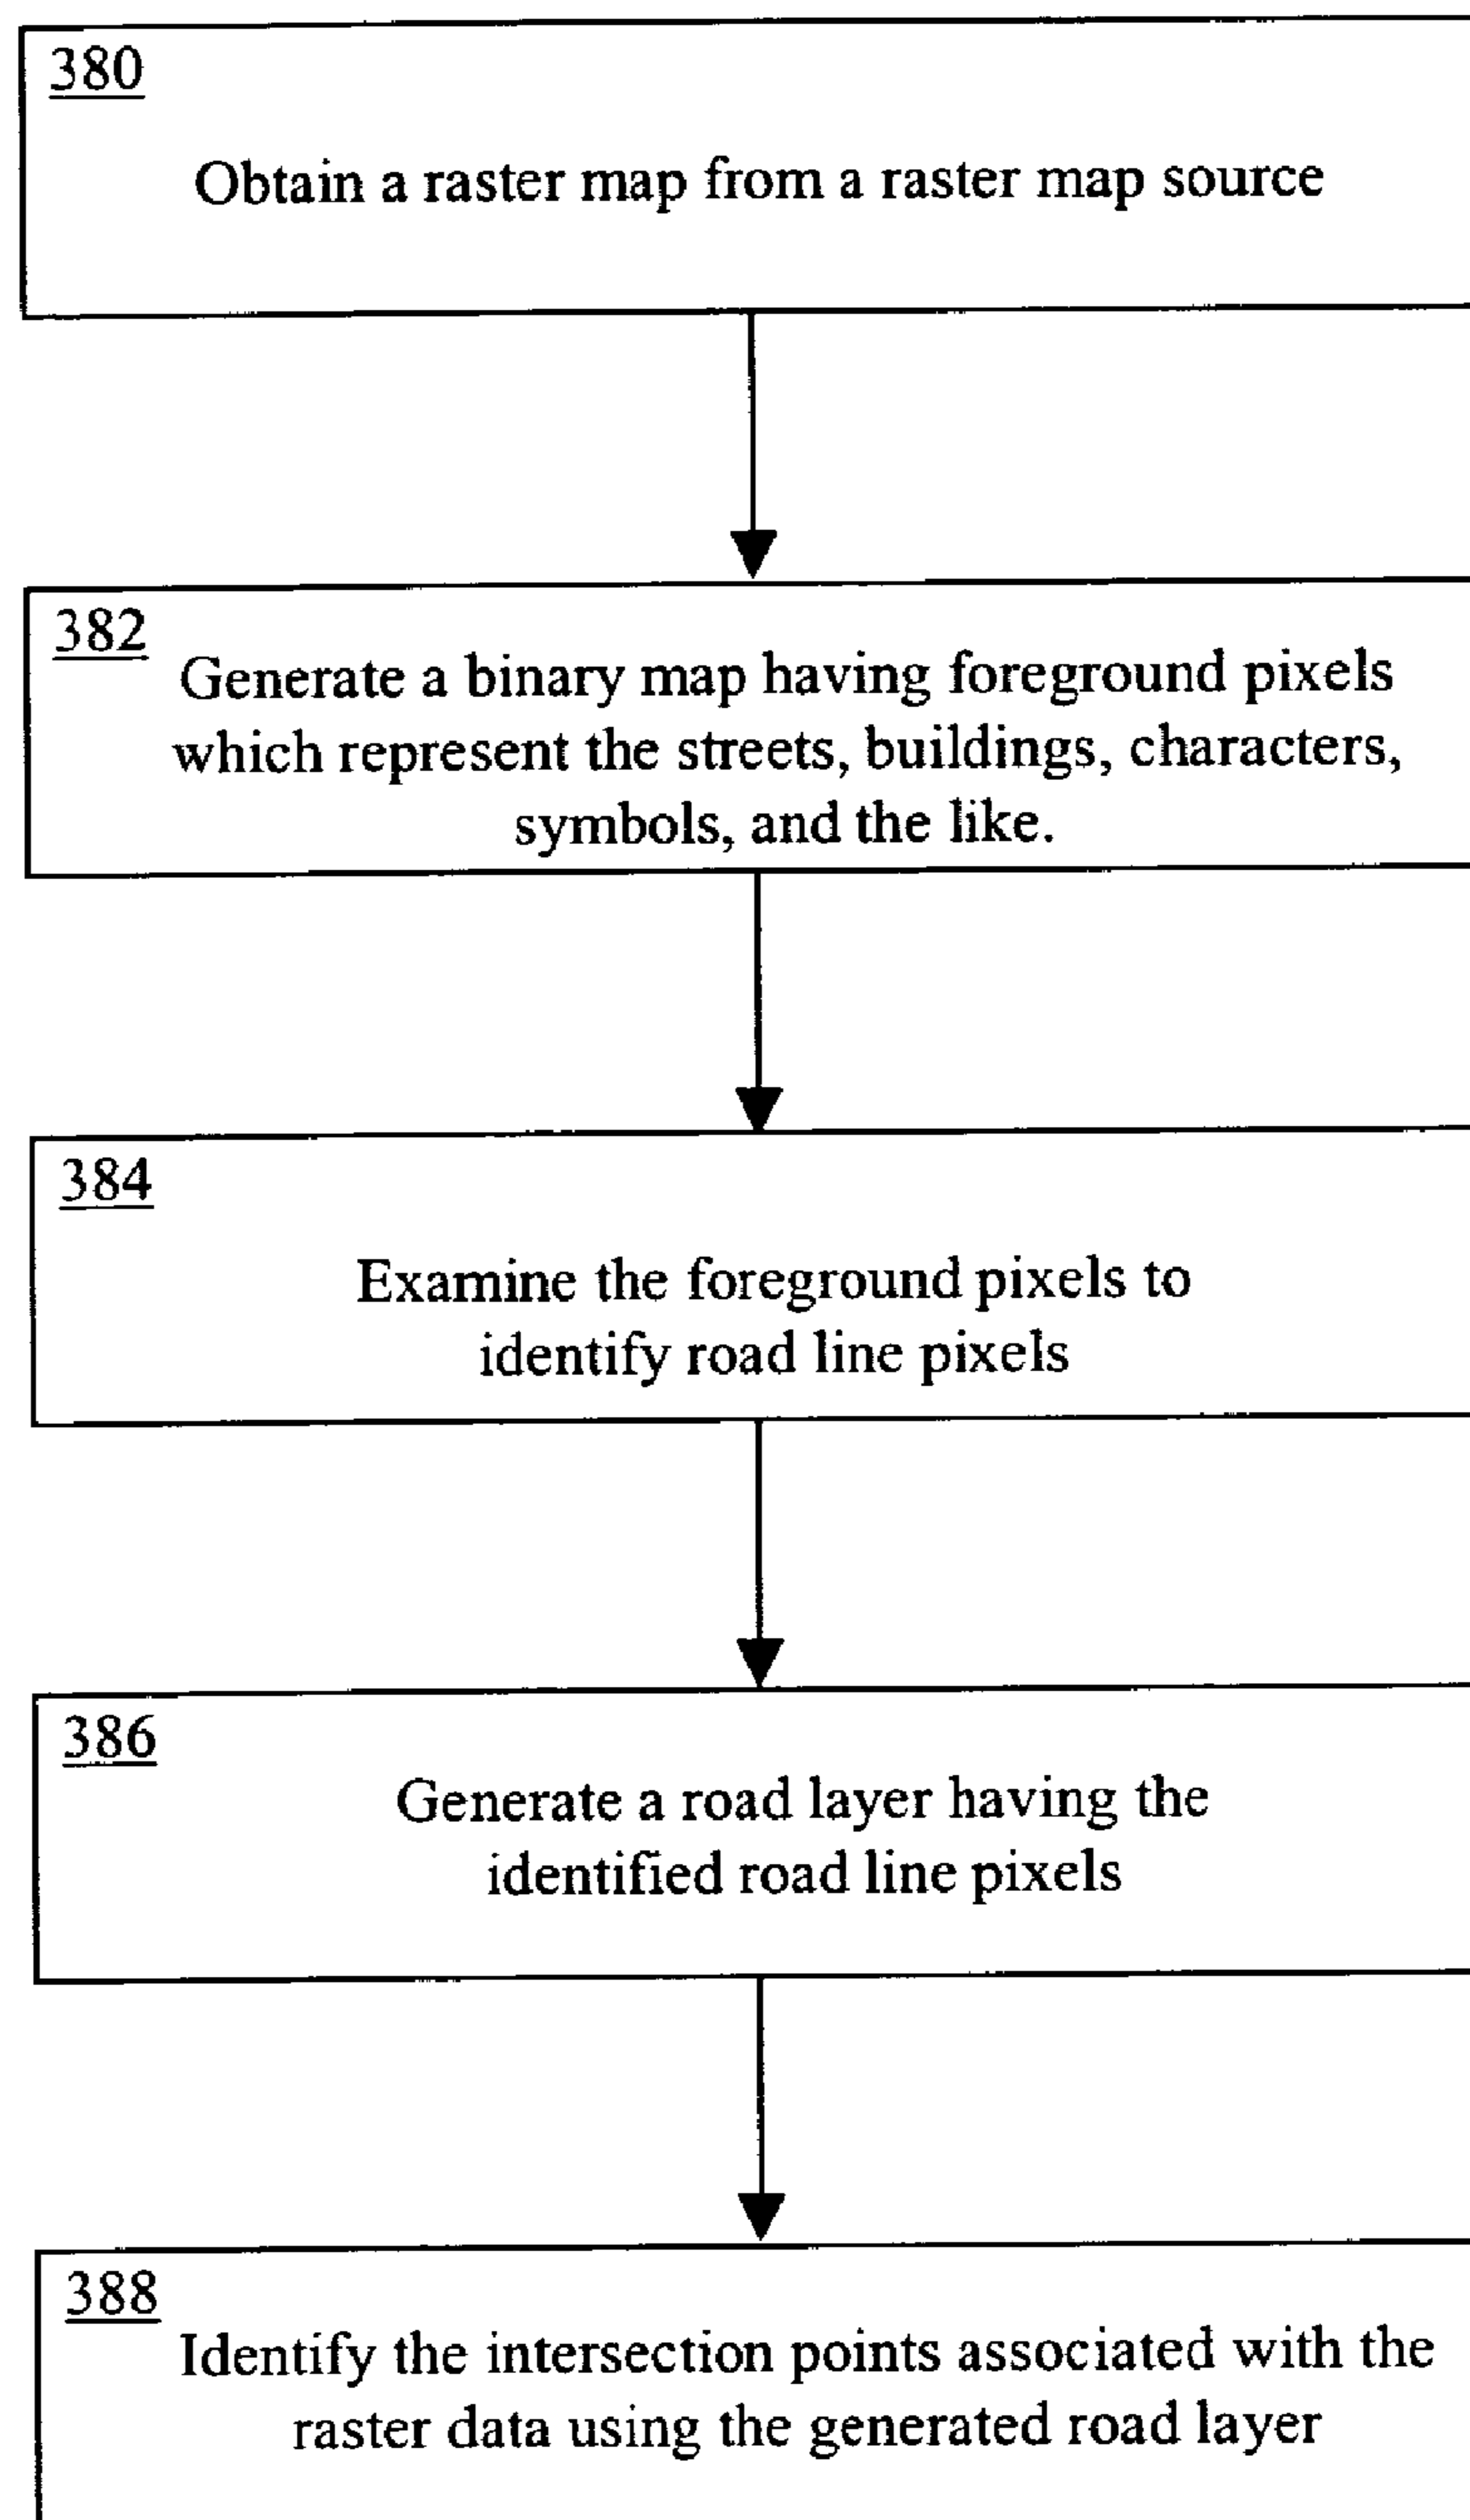 380
Obtain a raster map from a raster map source
382
Generate a binary map having foreground pixels
which represent the streets, buildings, characters,
symbols, and the like.
384
Examine the foreground pixels to
identify road line pixels
386
Generate a road layer having the
identified road line pixels
388
Identify the intersection points associated with the
raster data using the generated road layer